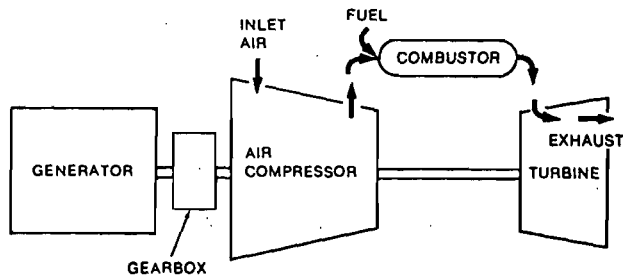 FUEL
INLET
AIR
COMBUSTOR
GENERATOR
AIR
COMPRESSOR
EXHAUST
TURBINE
GEARBOX